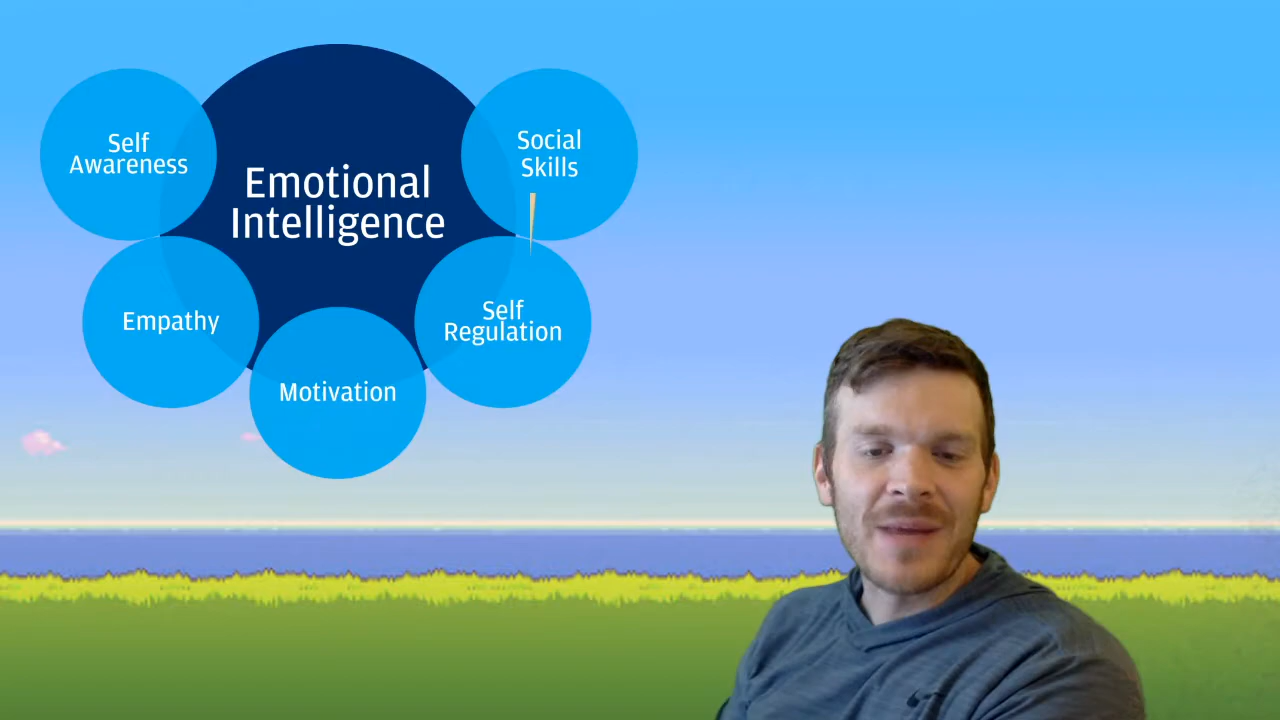 Self
Awareness
Emotional
Intelligence
Social
Skills
Empathy
Motivation
Self
Regulation